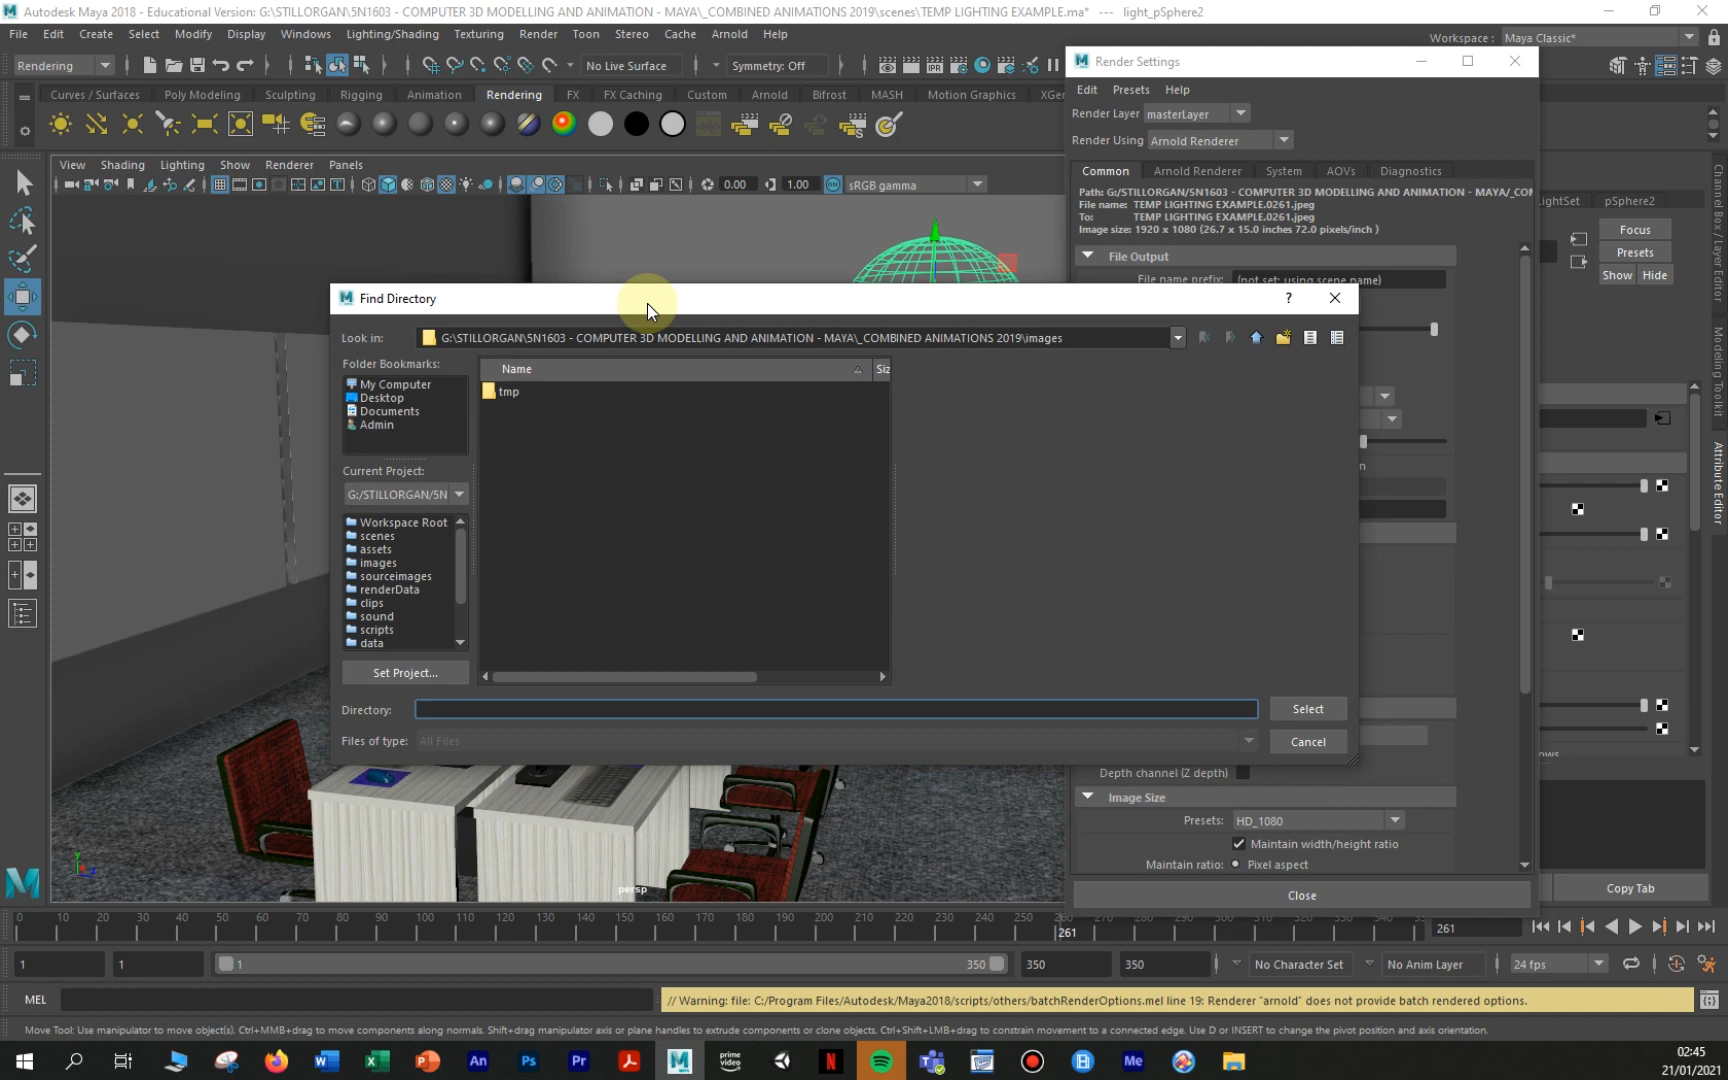 Autodesk Maya 2018 - Educational Version: G:\STILLORGAN\5N1603 - COMPUTER 3D MODELLING AND ANIMATION - MAYA\_COMBINED ANIMATIONS 2019\scenes\TEMP LIGHTING EXAMPLE.ma* --- light_pSphere2
File Edit Create Select Modify Display Windows Lighting/Shading Texturing Render Toon Stereo Cache Arnold Help
Workspace : Maya Classic*
Rendering No Live Surface Symmetry: Off
Curves / Surfaces Poly Modeling Sculpting Rigging Animation Rendering FX FX Caching Custom Arnold Bifrost MASH Motion Graphics XGer
View Shading Lighting Show Renderer Panels
0.00 1.00 sRGB gamma
Render Settings
Edit Presets Help
Render Layer masterLayer
Render Using Arnold Renderer
Common Arnold Renderer System AOVs Diagnostics
Path: G:/STILLORGAN/5N1603 - COMPUTER 3D MODELLING AND ANIMATION - MAYA/_CON
File name: TEMP LIGHTING EXAMPLE.0261.jpeg
To: TEMP LIGHTING EXAMPLE.0261.jpeg
Image size: 1920 x 1080 (26.7 x 15.0 inches 72.0 pixels/inch )
File Output
File name prefix: (not set; using scene name)
ightSet pSphere2
Focus
Presets
Show Hide
Channel Box / Layer Editor
Modeling Toolkit
Attribute Editor
Find Directory
?
Look in: G:\STILLORGAN\5N1603 - COMPUTER 3D MODELLING AND ANIMATION - MAYA\_COMBINED ANIMATIONS 2019\images
Folder Bookmarks:
My Computer
Desktop
Documents
Admin
Name Siz
tmp
Current Project:
G:/STILLORGAN/5N
Workspace Root
scenes
assets
images
sourceimages
renderData
clips
sound
scripts
data
Set Project...
Directory: Select
Files of type: All Files Cancel
Depth channel (Z depth)
Image Size
Presets: HD_1080
Maintain width/height ratio
Maintain ratio: Pixel aspect
Close
Copy Tab
persp
0 10 20 30 40 50 60 70 80 90 100 110 120 130 140 150 160 170 180 190 200 210 220 230 240 250 260 270 280 290 300 310 320 330 340
261
261
1 1 1 350 350 350 No Character Set No Anim Layer 24 fps
MEL // Warning: file: C:/Program Files/Autodesk/Maya2018/scripts/others/batchRenderOptions.mel line 19: Renderer "arnold" does not provide batch rendered options.
Move Tool: Use manipulator to move object(s). Ctrl+MMB+drag to move components along normals. Shift+drag manipulator axis or plane handles to extrude components or clone objects. Ctrl+Shift+LMB+drag to constrain movement to a connected edge. Use D or INSERT to change the pivot position and axis orientation.
An Ps Pr prime video N Me
02:45
21/01/2021